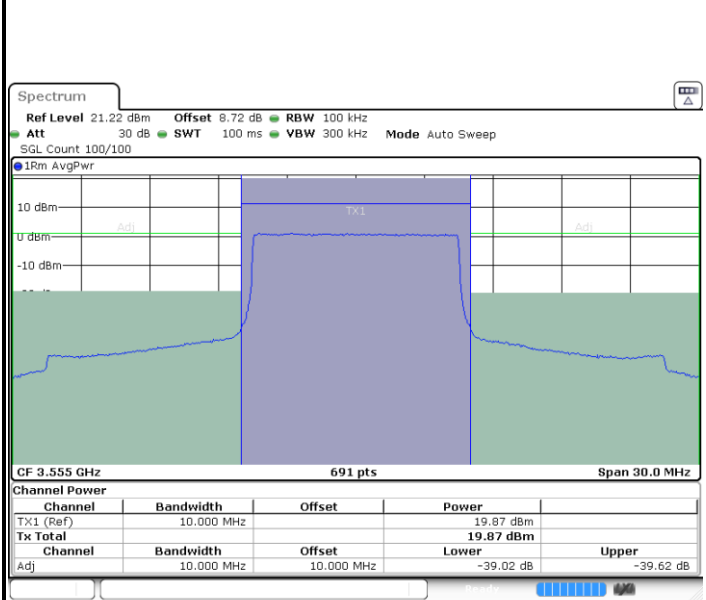 Spectrum
Ref Level 21.22 dBm Offset 8.72 dB RBW 100 kHz
Att 30 dB SWT 100 ms VBW 300 kHz Mode Auto Sweep
SGL Count 100/100
1Rm AvgPwr
10 dBm
TX1
Adj Adj
0 dBm
-10 dBm
CF 3.555 GHz 691 pts Span 30.0 MHz
Channel Power
Channel Bandwidth Offset Power
TX1 (Ref) 10.000 MHz 19.87 dBm
Tx Total 19.87 dBm
Channel Bandwidth Offset Lower Upper
Adj 10.000 MHz 10.000 MHz -39.02 dB -39.62 dB
Ready